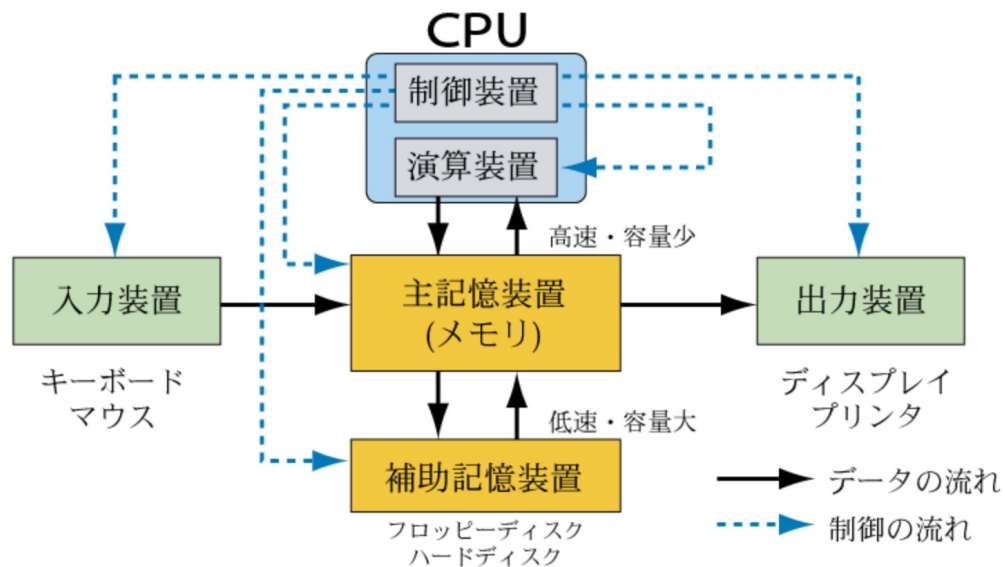 CPU
制御装置
演算装置
高速・容量少
入力装置
主記憶装置
(メモリ)
出力装置
キーボード
マウス
ディスプレイ
プリンタ
低速・容量大
補助記憶装置
フロッピーディスク
ハードディスク
データの流れ
制御の流れ